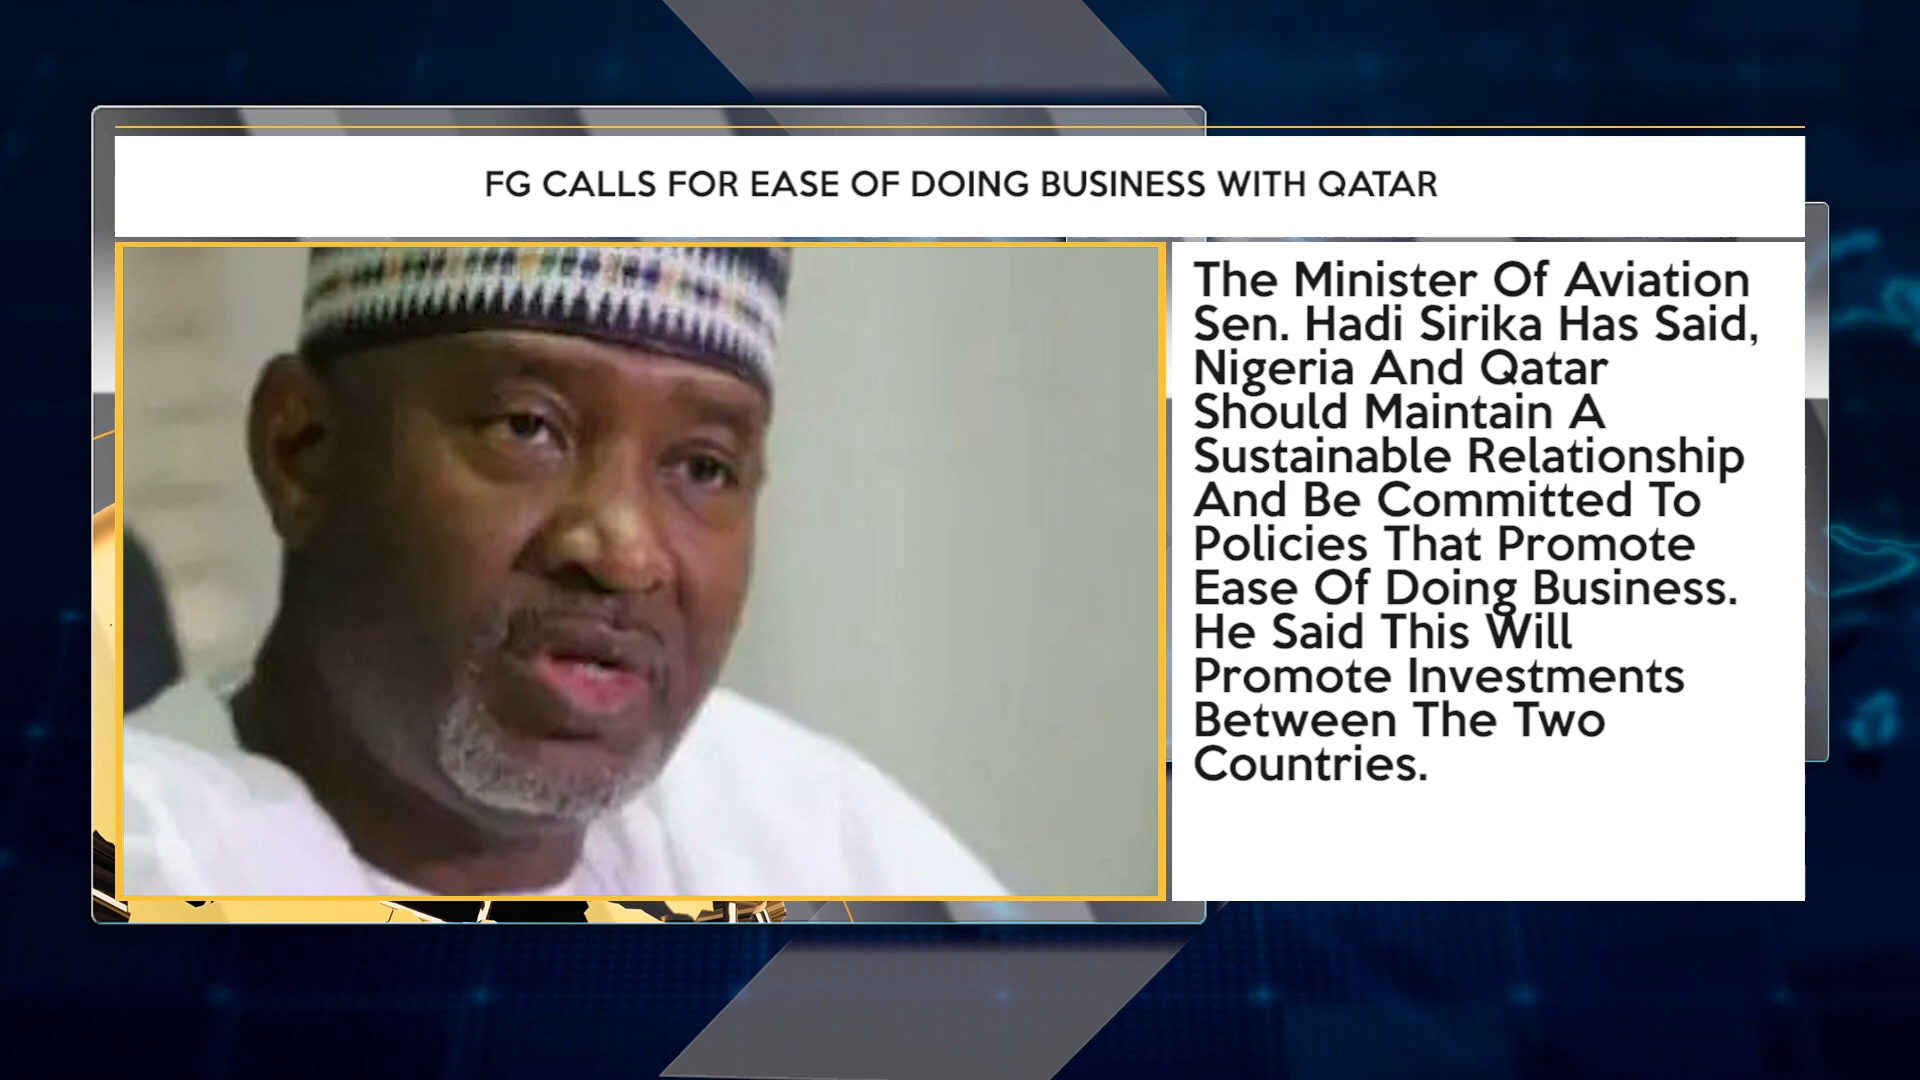 FG CALLS FOR EASE OF DOING BUSINESS WITH QATAR
The Minister Of Aviation
Sen. Hadi Sirika Has Said,
Nigeria And Qatar
Should Maintain A
Sustainable Relationship
And Be Committed To
Policies That Promote
Ease Of Doing Business.
He Said This Will
Promote Investments
Between The Two
Countries.